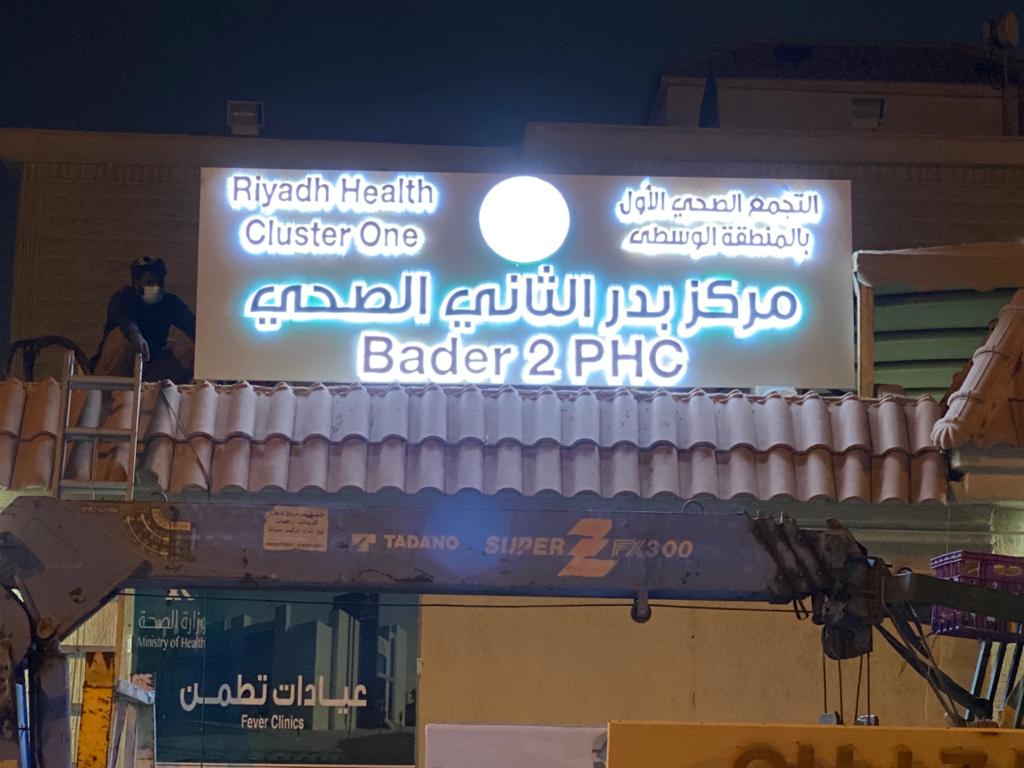 Riyadh Health
Cluster One
التجمع الصحي الأول
بالمنطقة الوسطى
مركز بدر الثاني الصحي
Bader 2 PHC
TADANO SUPER Z FX300
وزارة الصحة
Ministry of Health
عيادات تطمن
Fever Clinics